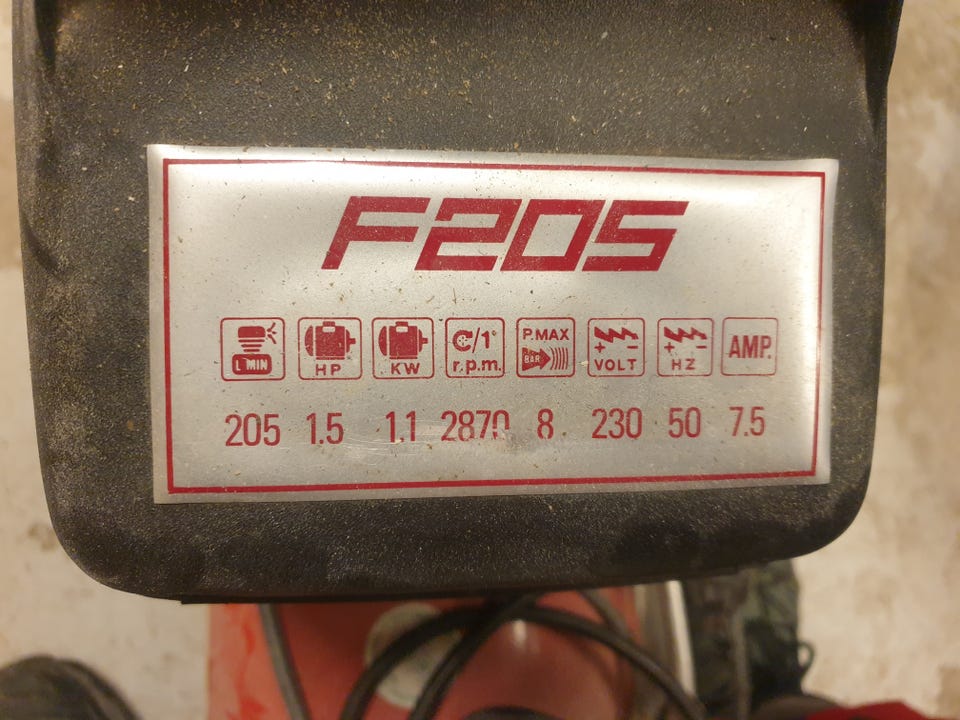 F205
L MIN HP KW C/1' r.p.m. P.MAX BAR +- VOLT +- HZ AMP.
205 1.5 1.1 2870 8 230 50 7.5